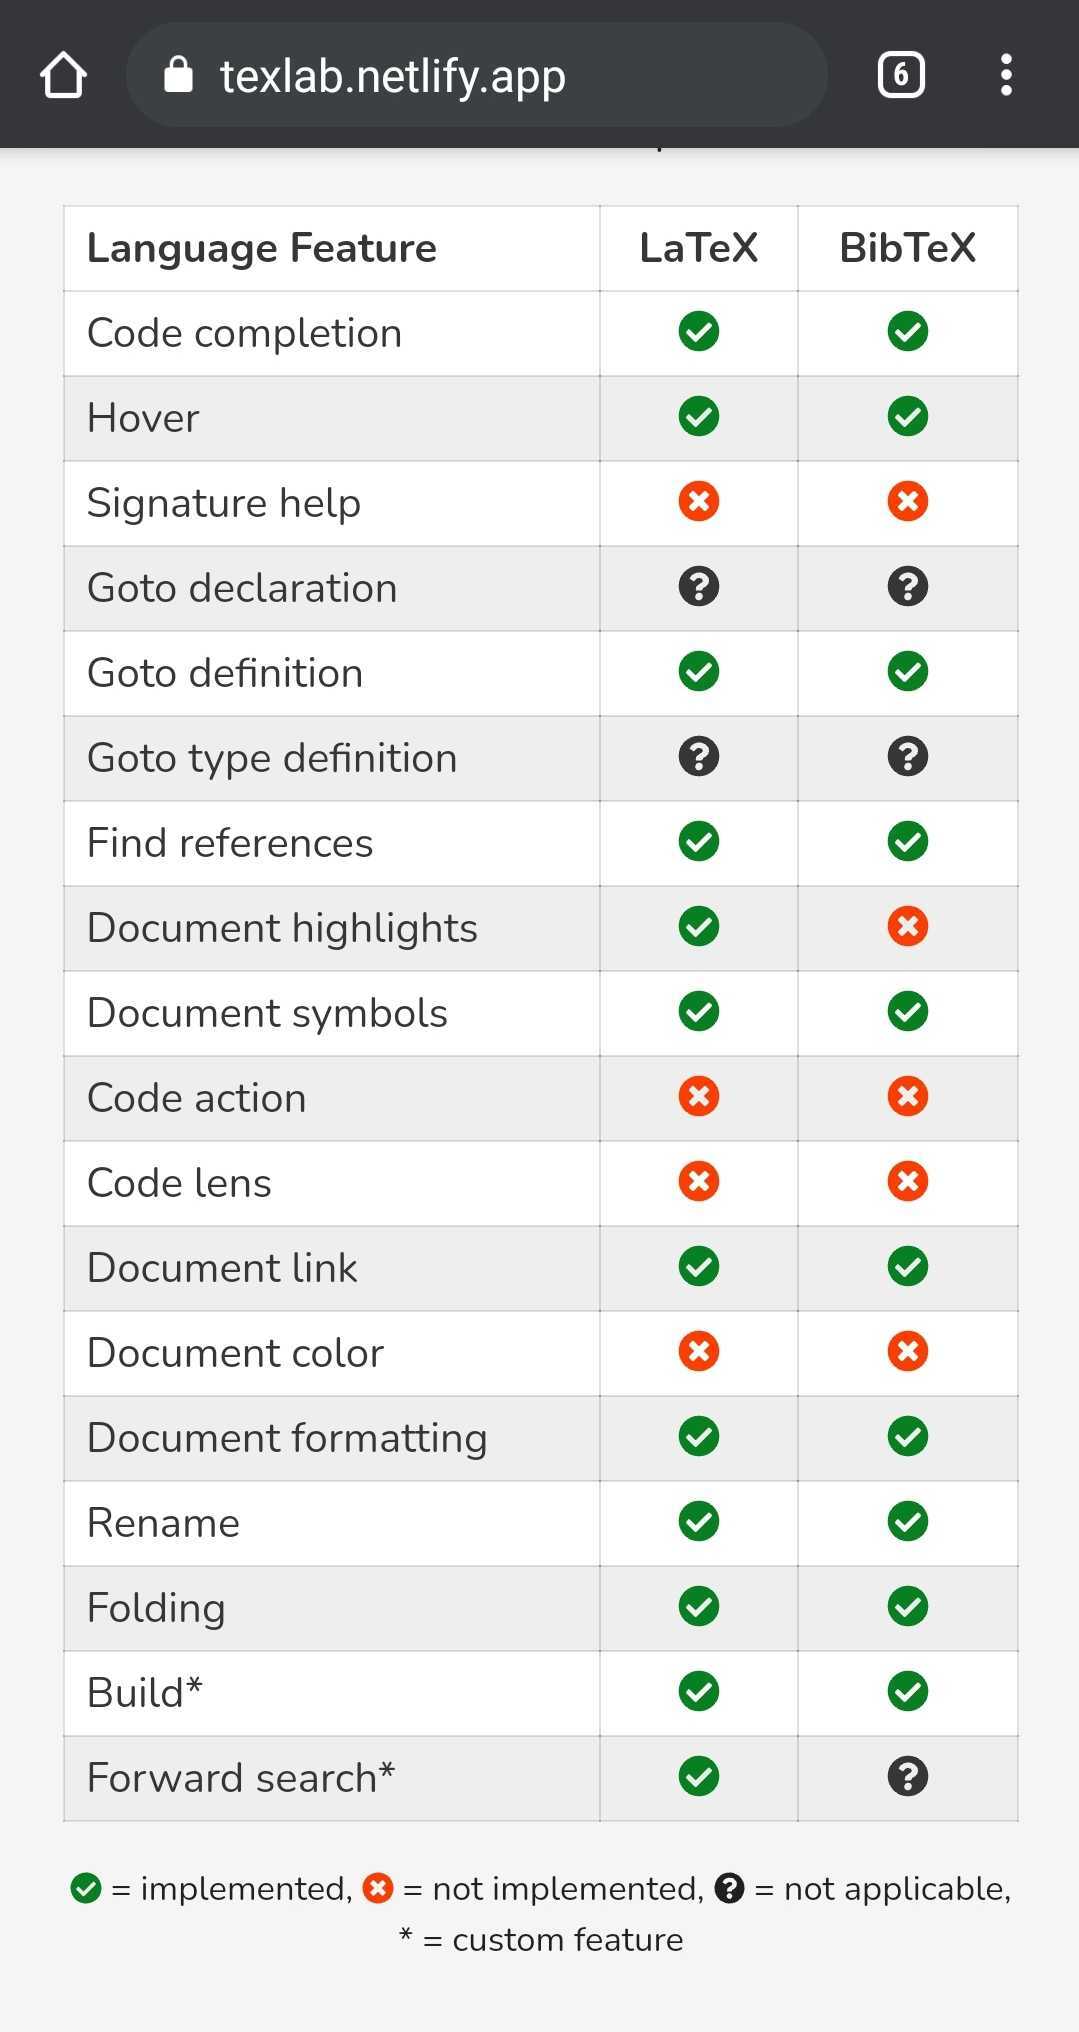 texlab.netlify.app
6
Language Feature LaTeX BibTeX
Code completion
Hover
Signature help
Goto declaration
Goto definition
Goto type definition
Find references
Document highlights
Document symbols
Code action
Code lens
Document link
Document color
Document formatting
Rename
Folding
Build*
Forward search*
= implemented, = not implemented, = not applicable,
* = custom feature